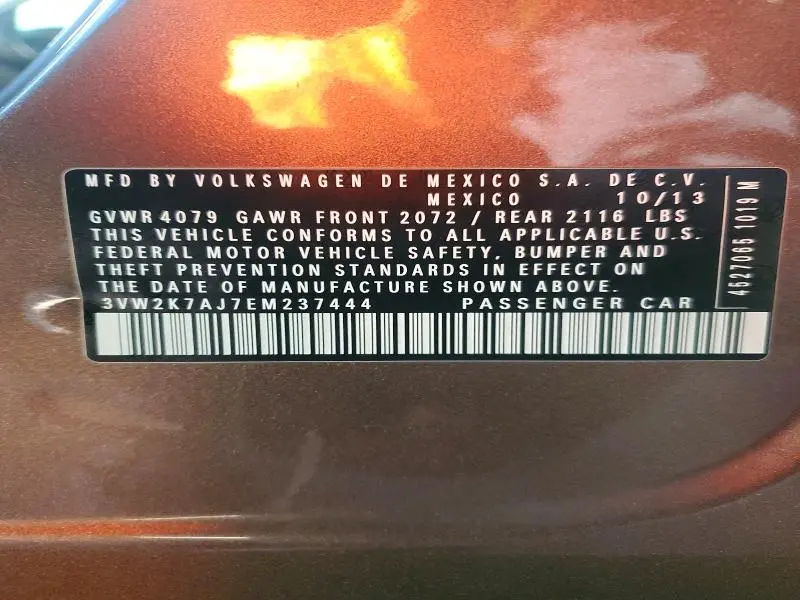 MFD BY VOLKSWAGEN DE MEXICO S.A. DE C.V.
MEXICO 10/13
GVWR 4079 GAWR FRONT 2072 / REAR 2116 LBS
THIS VEHICLE CONFORMS TO ALL APPLICABLE U.S.
FEDERAL MOTOR VEHICLE SAFETY, BUMPER AND
THEFT PREVENTION STANDARDS IN EFFECT ON
THE DATE OF MANUFACTURE SHOWN ABOVE.
3VW2K7AJ7EM237444 PASSENGER CAR
4527065 1019 M